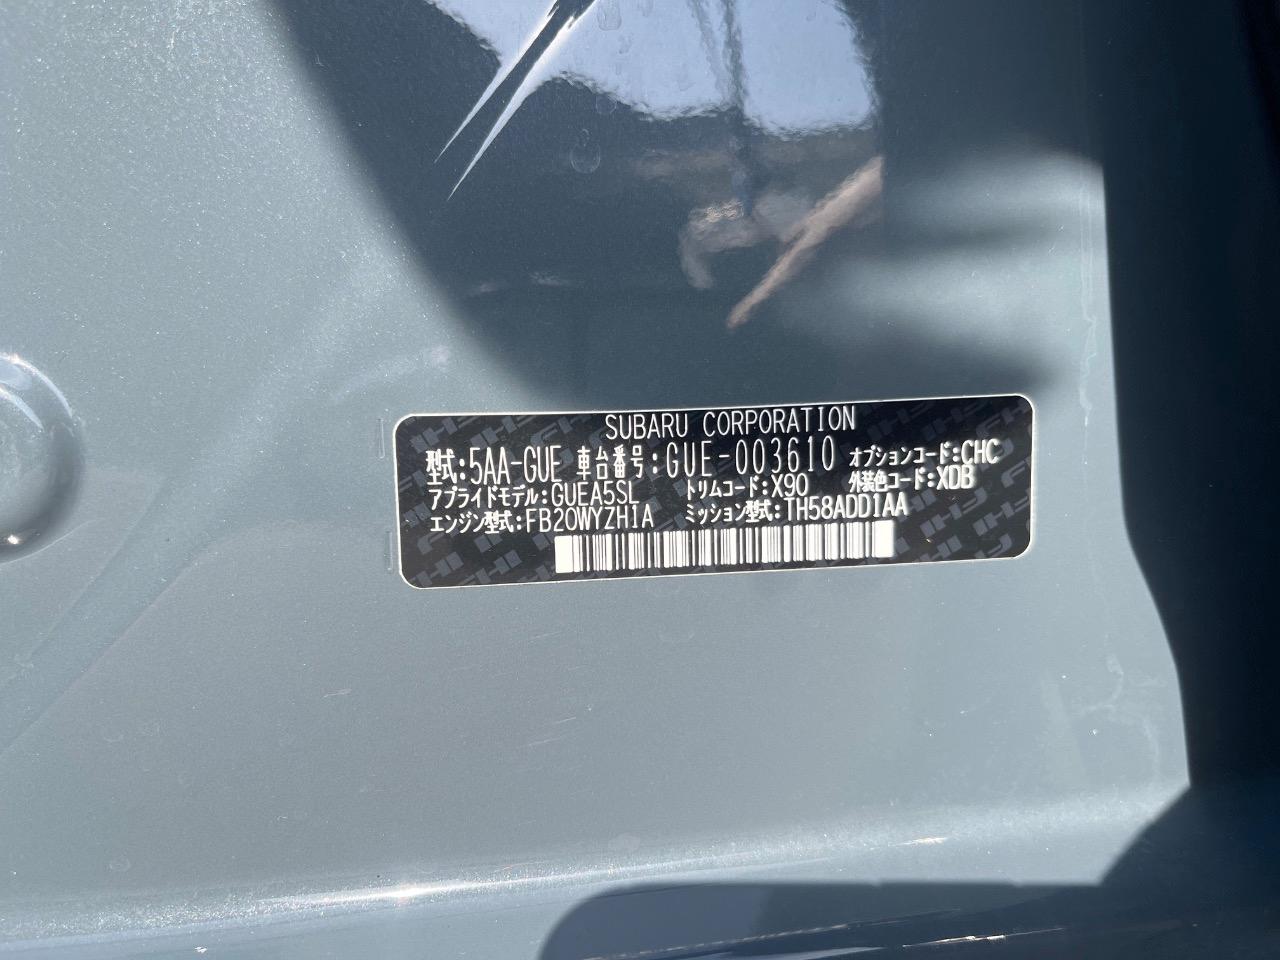 SUBARU CORPORATION
型式:5AA-GUE 車台番号:GUE-003610 オプションコード:CHC
アプライドモデル:GUEA5SL トリムコード:X90 外装色コード:XDB
エンジン型式:FB20WYZH1A ミッション型式:TH58ADD1AA